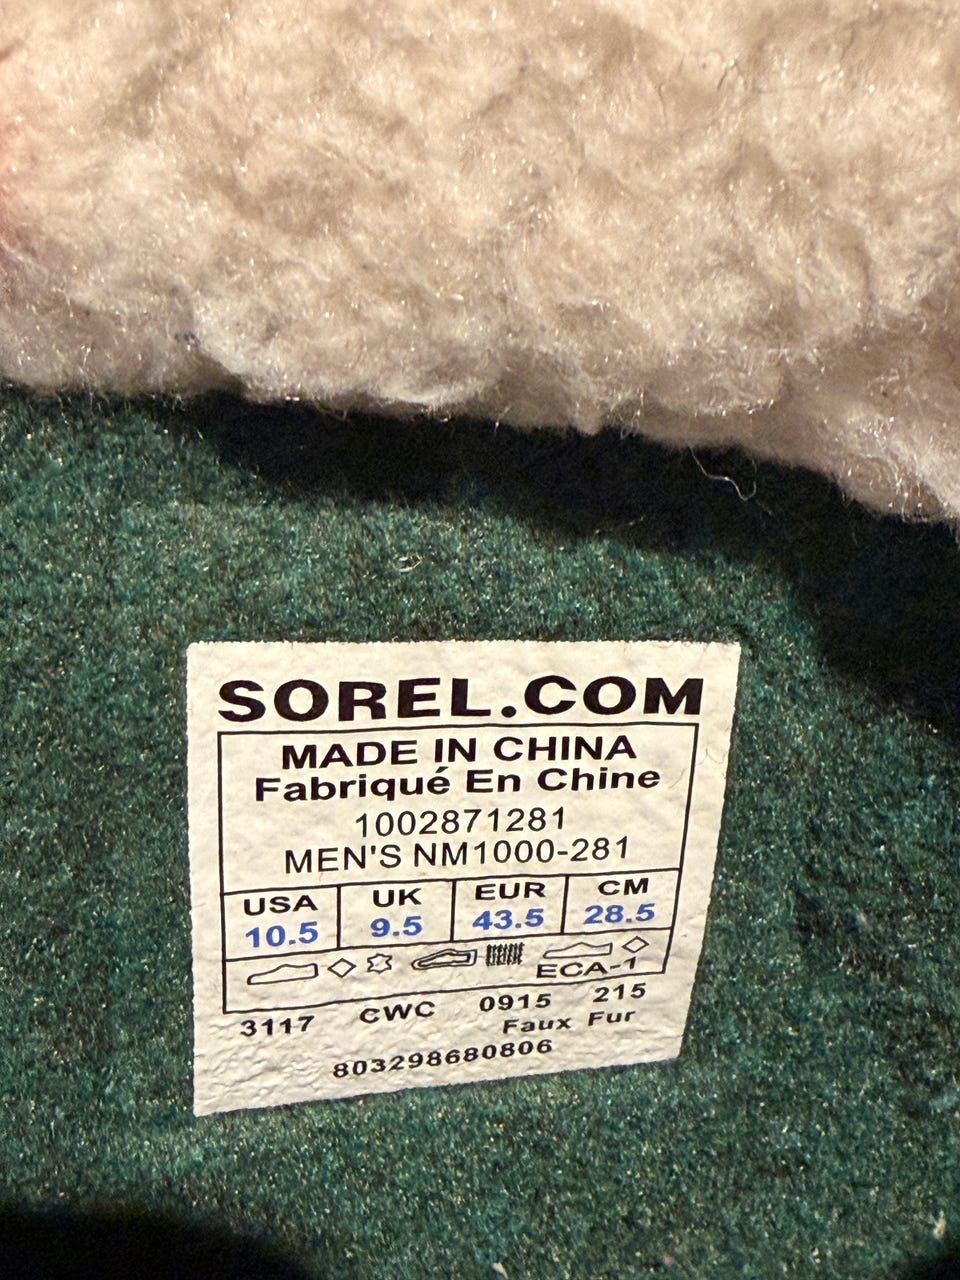 SOREL.COM
MADE IN CHINA
Fabriqué En Chine
1002871281
MEN'S NM1000-281
USA UK EUR CM
10.5 9.5 43.5 28.5
ECA-1
3117 CWC 0915 215
Faux Fur
803298680806